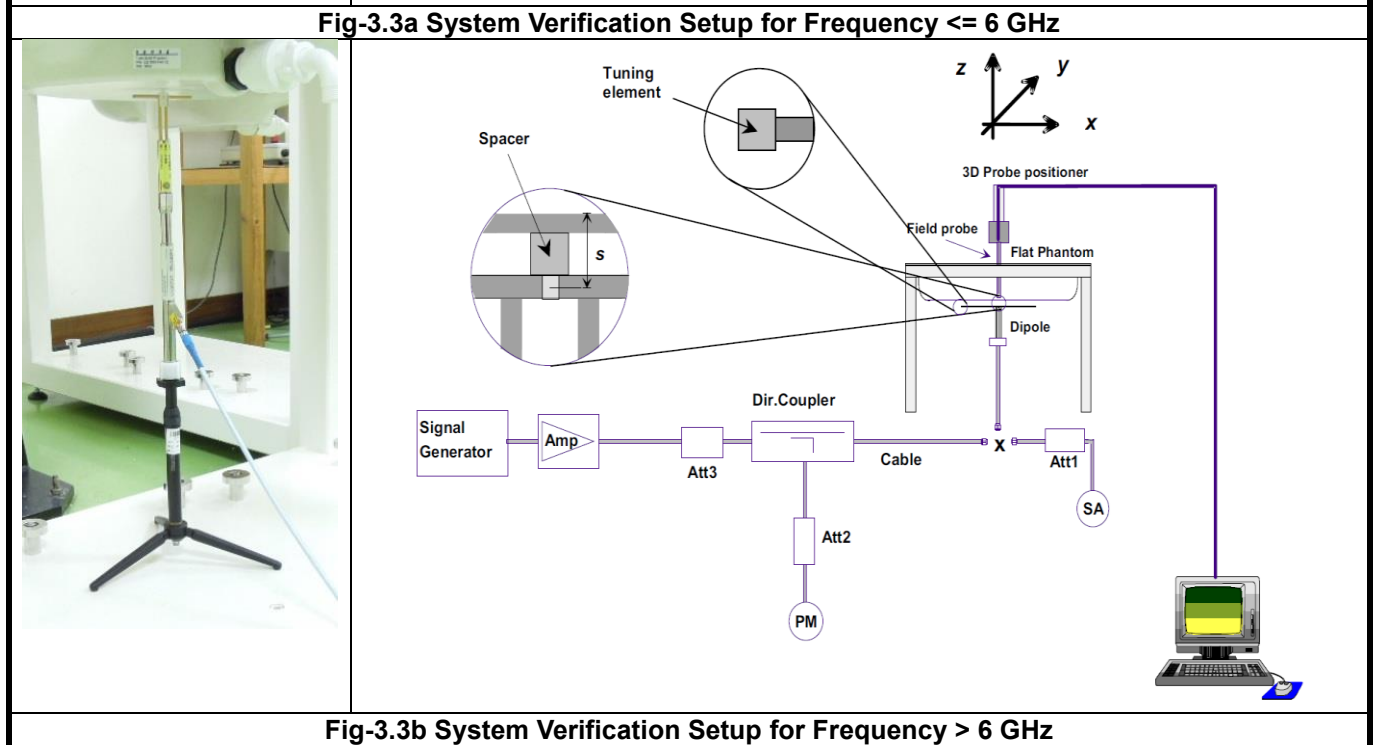 Fig-3.3a System Verification Setup for Frequency <= 6 GHz
Tuning
element
Spacer
s
z
y
x
3D Probe positioner
Field probe
Flat Phantom
Dipole
Dir.Coupler
Signal
Generator
Amp
Att3
Cable
x
Att1
SA
Att2
PM
Fig-3.3b System Verification Setup for Frequency > 6 GHz